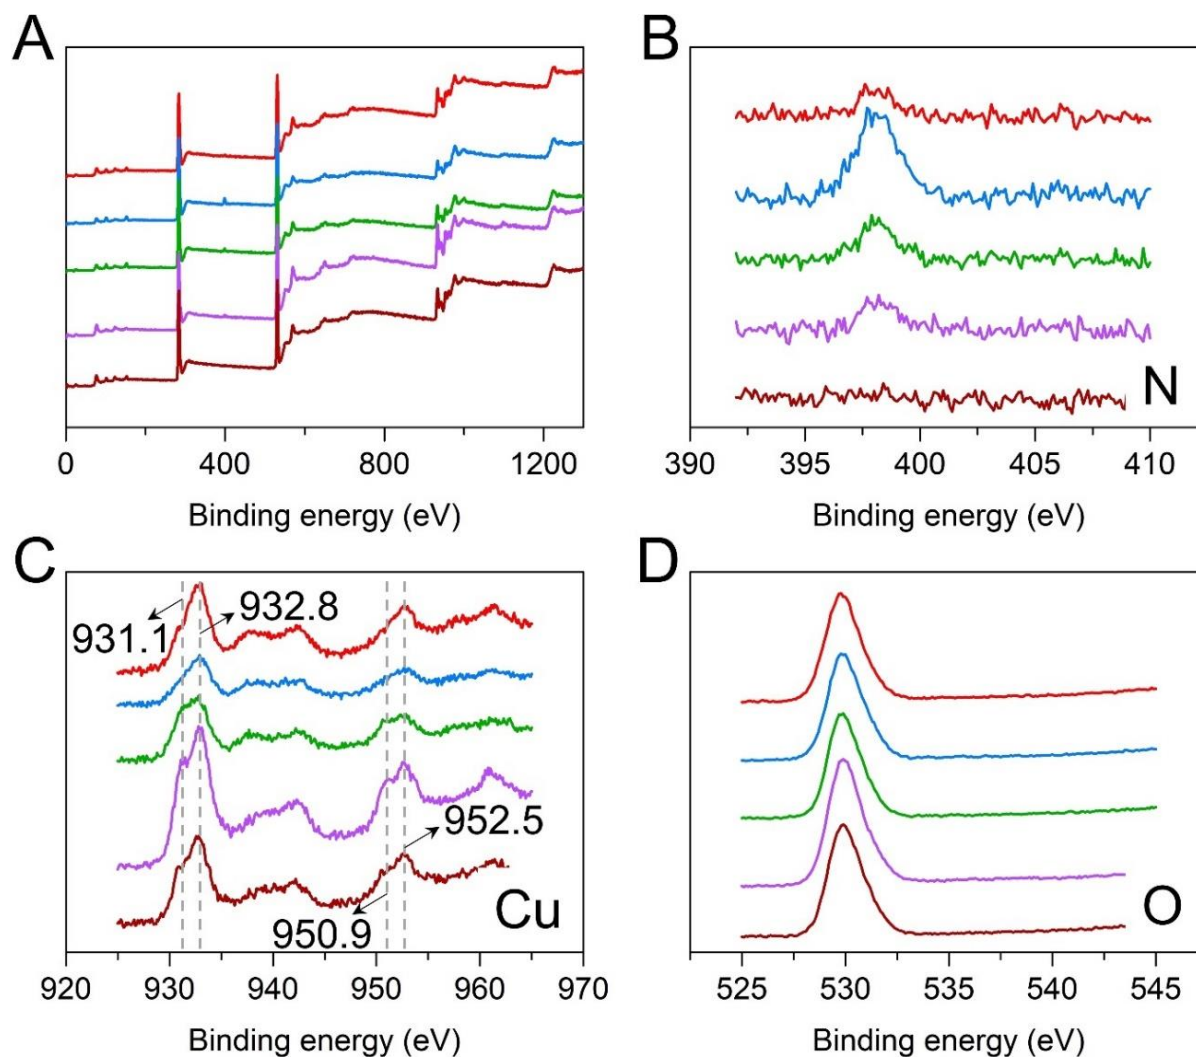 A
0 400 800 1200
Binding energy (eV)
B
N
390 395 400 405 410
Binding energy (eV)
C
931.1
932.8
952.5
950.9
Cu
920 930 940 950 960 970
Binding energy (eV)
D
O
525 530 535 540 545
Binding energy (eV)